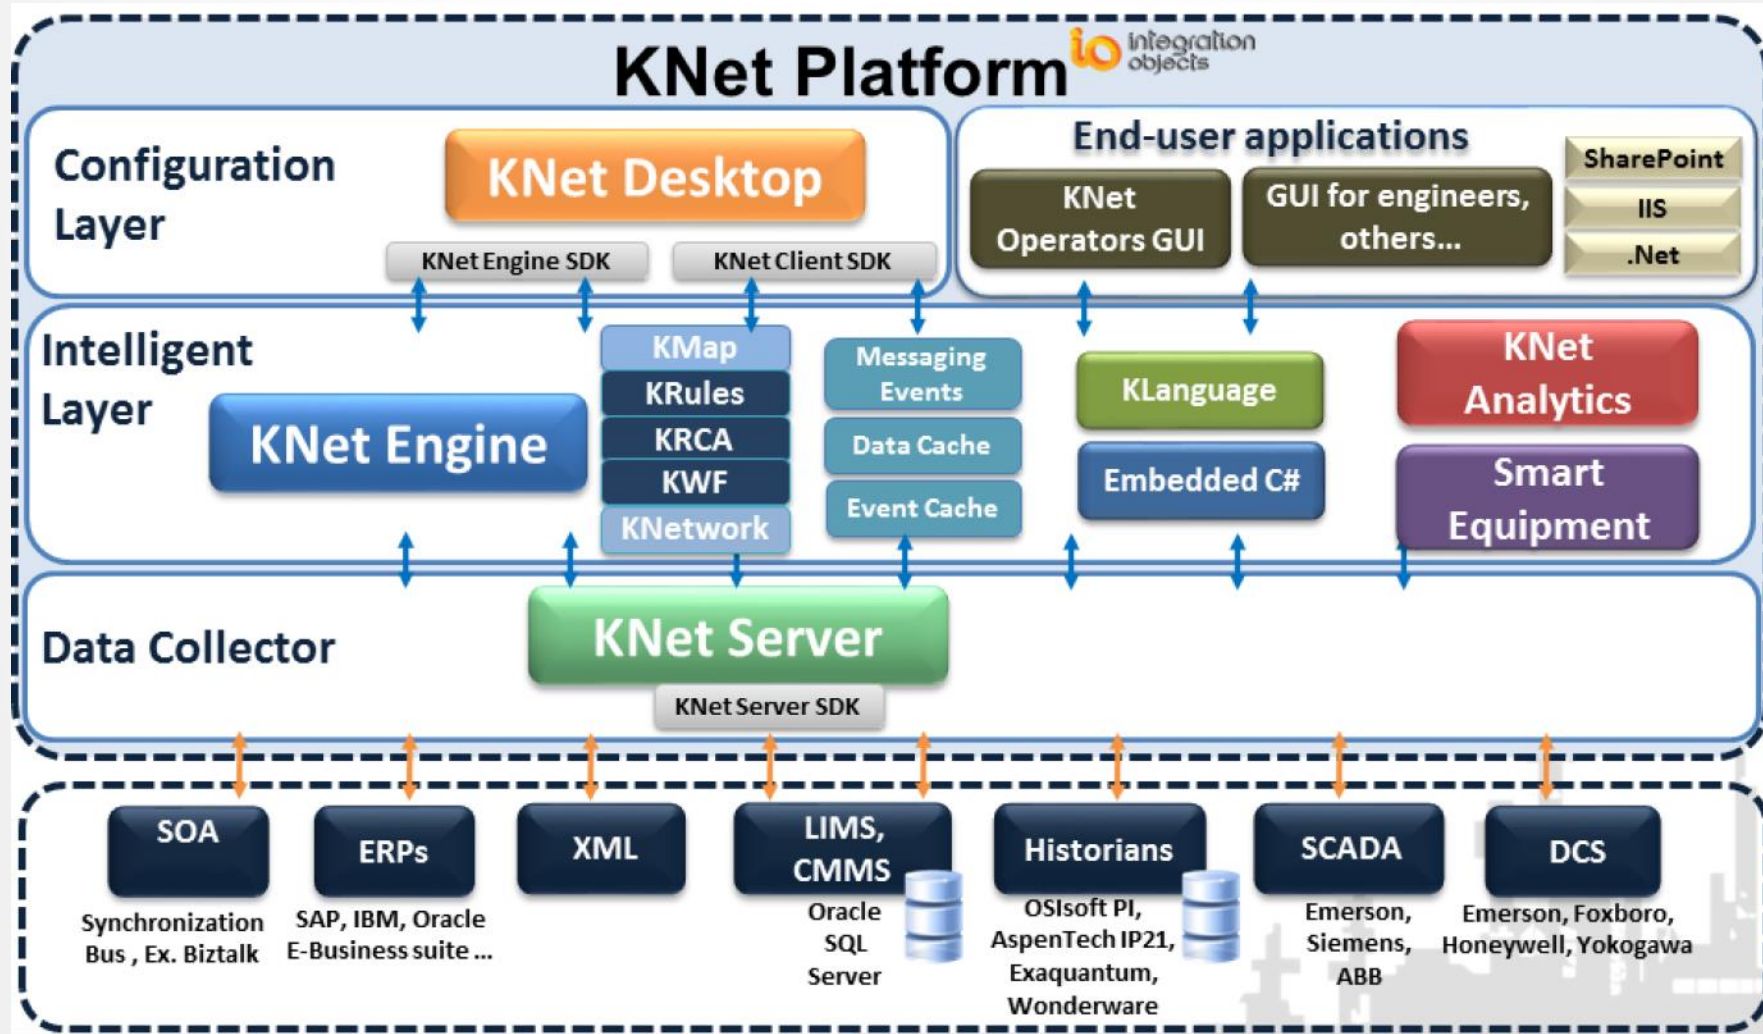 KNet Platform
integration
objects
Configuration
Layer
KNet Desktop
KNet Engine SDK
KNet Client SDK
End-user applications
KNet
Operators GUI
GUI for engineers,
others...
SharePoint
IIS
.Net
Intelligent
Layer
KNet Engine
KMap
KRules
KRCA
KWF
KNetwork
Messaging
Events
Data Cache
Event Cache
KLanguage
Embedded C#
KNet
Analytics
Smart
Equipment
Data Collector
KNet Server
KNet Server SDK
SOA
Synchronization
Bus , Ex. Biztalk
ERPs
SAP, IBM, Oracle
E-Business suite ...
XML
LIMS,
CMMS
Oracle
SQL
Server
Historians
OSIsoft PI,
AspenTech IP21,
Exaquantum,
Wonderware
SCADA
Emerson,
Siemens,
ABB
DCS
Emerson, Foxboro,
Honeywell, Yokogawa